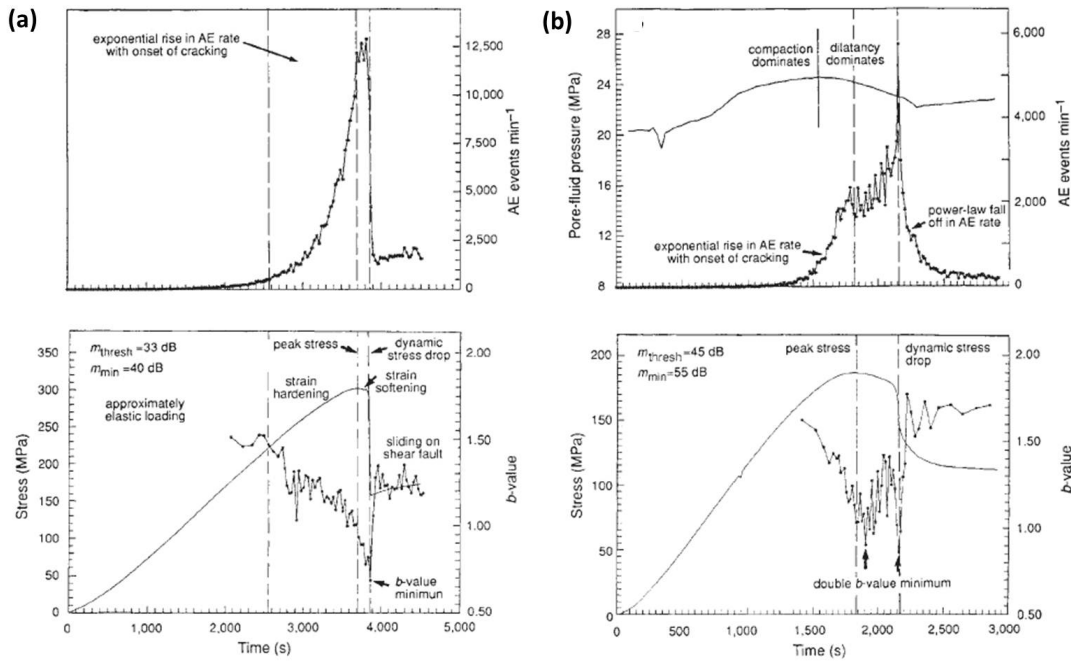 (a)
exponential rise in AE rate
with onset of cracking
12,500
10,000
7,500
5,000
2,500
0
AE events min−1
(b)
Pore-fluid pressure (MPa)
28
24
20
16
12
8
compaction
dominates
dilatancy
dominates
exponential rise in AE rate
with onset of cracking
power-law fall
off in AE rate
6,000
4,000
2,000
0
AE events min−1
Stress (MPa)
350
300
250
200
150
100
50
0
mthresh =33 dB
mmin =40 dB
approximately
elastic loading
strain
hardening
peak stress
dynamic
stress drop
strain
softening
sliding on
shear fault
b-value
minimun
2.00
1.50
1.00
0.50
b-value
0
1,000
2,000
3,000
4,000
5,000
Time (s)
Stress (MPa)
200
150
100
50
0
mthresh =45 dB
mmin =55 dB
peak stress
dynamic stress
drop
double b-value minimum
2.00
1.50
1.00
0.50
b-value
0
500
1,000
1,500
2,000
2,500
3,000
Time (s)